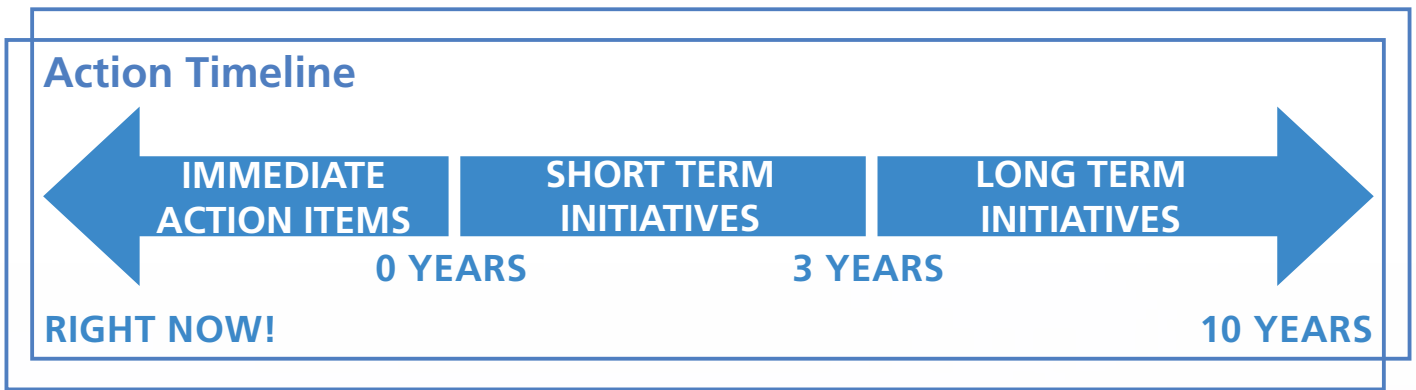 Action Timeline
IMMEDIATE
ACTION ITEMS
SHORT TERM
INITIATIVES
LONG TERM
INITIATIVES
0 YEARS
3 YEARS
RIGHT NOW!
10 YEARS